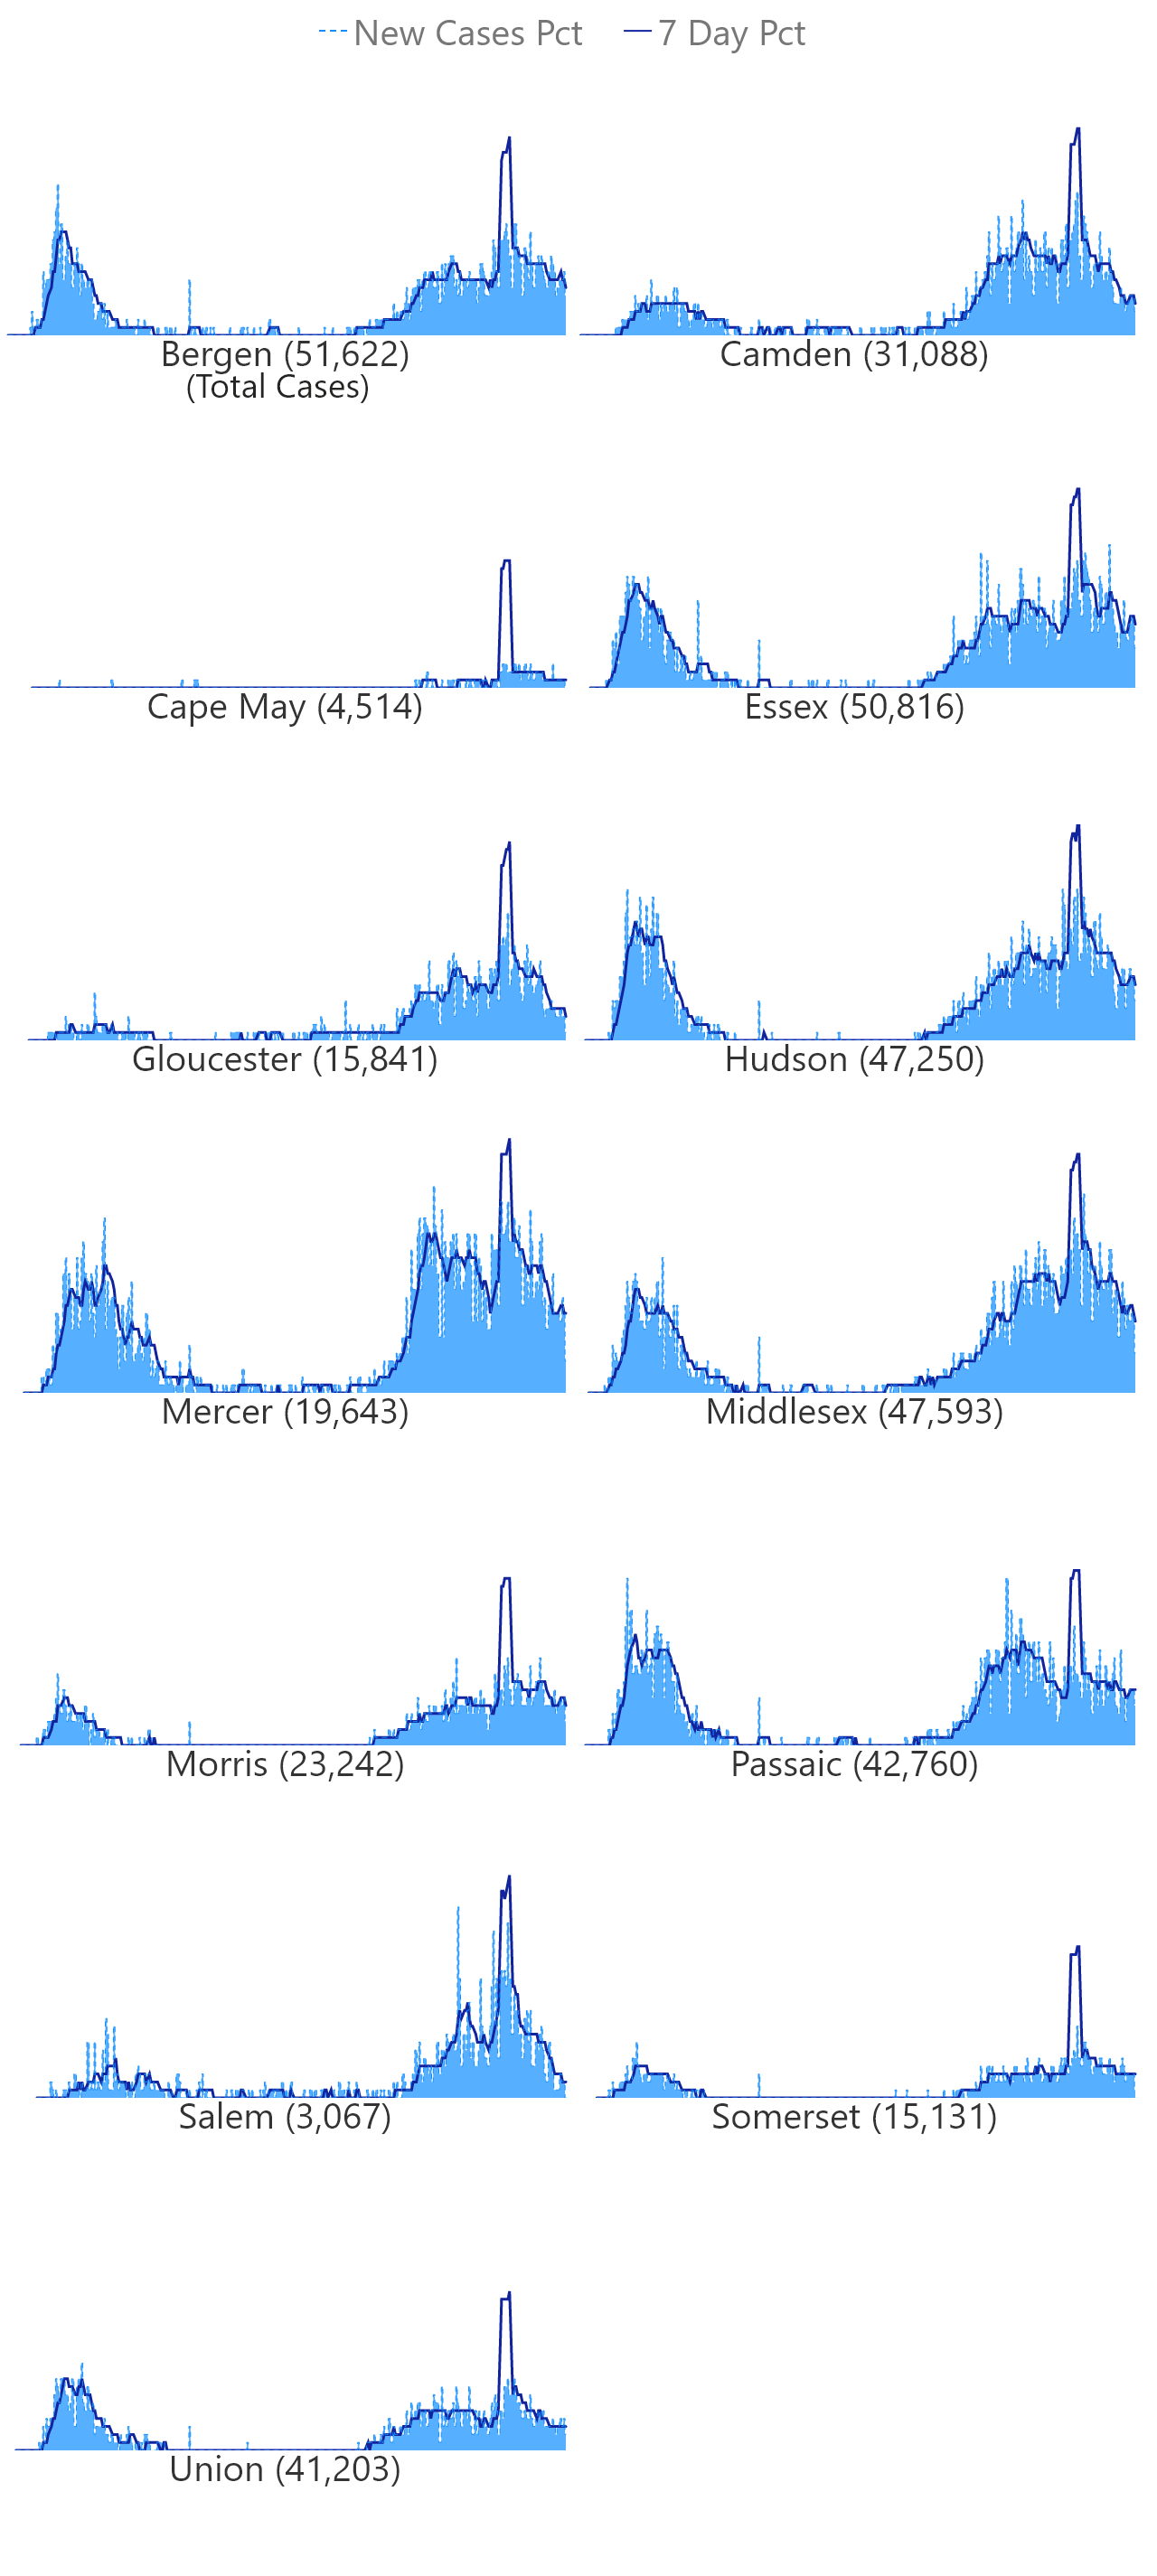 New Cases Pct 7 Day Pct
Bergen (51,622)
(Total Cases)
Camden (31,088)
Cape May (4,514)
Essex (50,816)
Gloucester (15,841)
Hudson (47,250)
Mercer (19,643)
Middlesex (47,593)
Morris (23,242)
Passaic (42,760)
Salem (3,067)
Somerset (15,131)
Union (41,203)